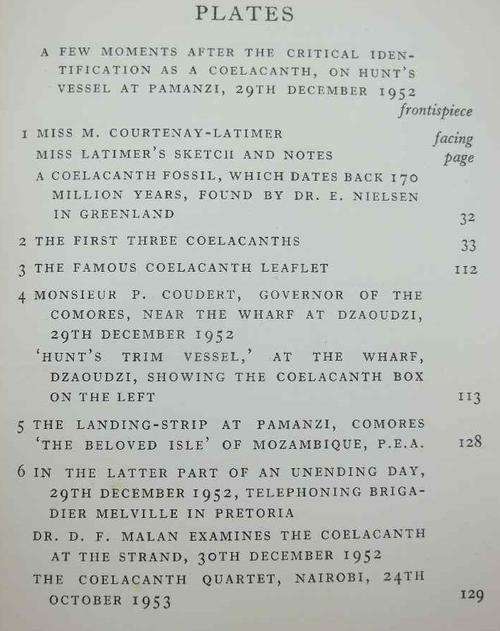 PLATES
A FEW MOMENTS AFTER THE CRITICAL IDEN-
TIFICATION AS A COELACANTH, ON HUNT'S
VESSEL AT PAMANZI, 29TH DECEMBER 1952
frontispiece
1 MISS M. COURTENAY-LATIMER facing
MISS LATIMER'S SKETCH AND NOTES page
A COELACANTH FOSSIL, WHICH DATES BACK 170
MILLION YEARS, FOUND BY DR. E. NIELSEN
IN GREENLAND 32
2 THE FIRST THREE COELACANTHS 33
3 THE FAMOUS COELACANTH LEAFLET 112
4 MONSIEUR P. COUDERT, GOVERNOR OF THE
COMORES, NEAR THE WHARF AT DZAOUDZI,
29TH DECEMBER 1952
'HUNT'S TRIM VESSEL,' AT THE WHARF,
DZAOUDZI, SHOWING THE COELACANTH BOX
ON THE LEFT 113
5 THE LANDING-STRIP AT PAMANZI, COMORES
'THE BELOVED ISLE' OF MOZAMBIQUE, P.E.A. 128
6 IN THE LATTER PART OF AN UNENDING DAY,
29TH DECEMBER 1952, TELEPHONING BRIGA-
DIER MELVILLE IN PRETORIA
DR. D. F. MALAN EXAMINES THE COELACANTH
AT THE STRAND, 30TH DECEMBER 1952
THE COELACANTH QUARTET, NAIROBI, 24TH
OCTOBER 1953 129